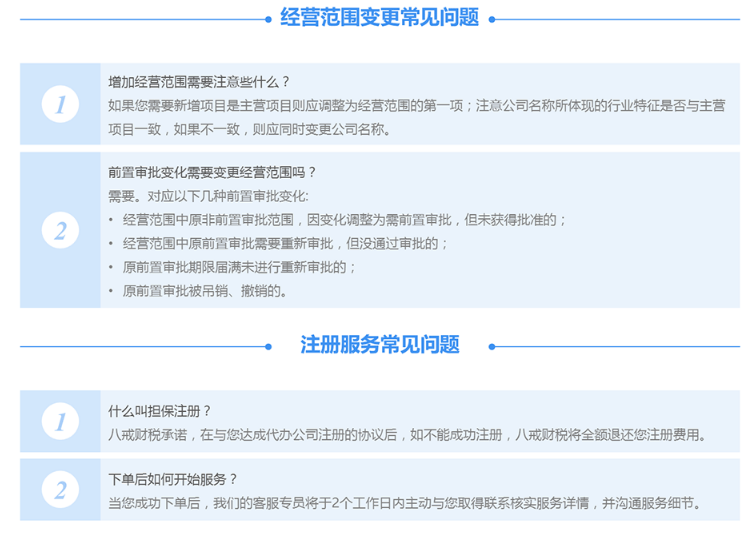 经营范围变更常见问题
1
增加经营范围需要注意些什么？
如果您需要新增项目是主营项目则应调整为经营范围的第一项；注意公司名称所体现的行业特征是否与主营
项目一致，如果不一致，则应同时变更公司名称。
2
前置审批变化需要变更经营范围吗？
需要。对应以下几种前置审批变化:
• 经营范围中原非前置审批范围，因变化调整为需前置审批，但未获得批准的；
• 经营范围中原前置审批需要重新审批，但没通过审批的；
• 原前置审批期限届满未进行重新审批的；
• 原前置审批被吊销、撤销的。
注册服务常见问题
1
什么叫担保注册？
八戒财税承诺，在与您达成代办公司注册的协议后，如不能成功注册，八戒财税将全额退还您注册费用。
2
下单后如何开始服务？
当您成功下单后，我们的客服专员将于2个工作日内主动与您取得联系核实服务详情，并沟通服务细节。